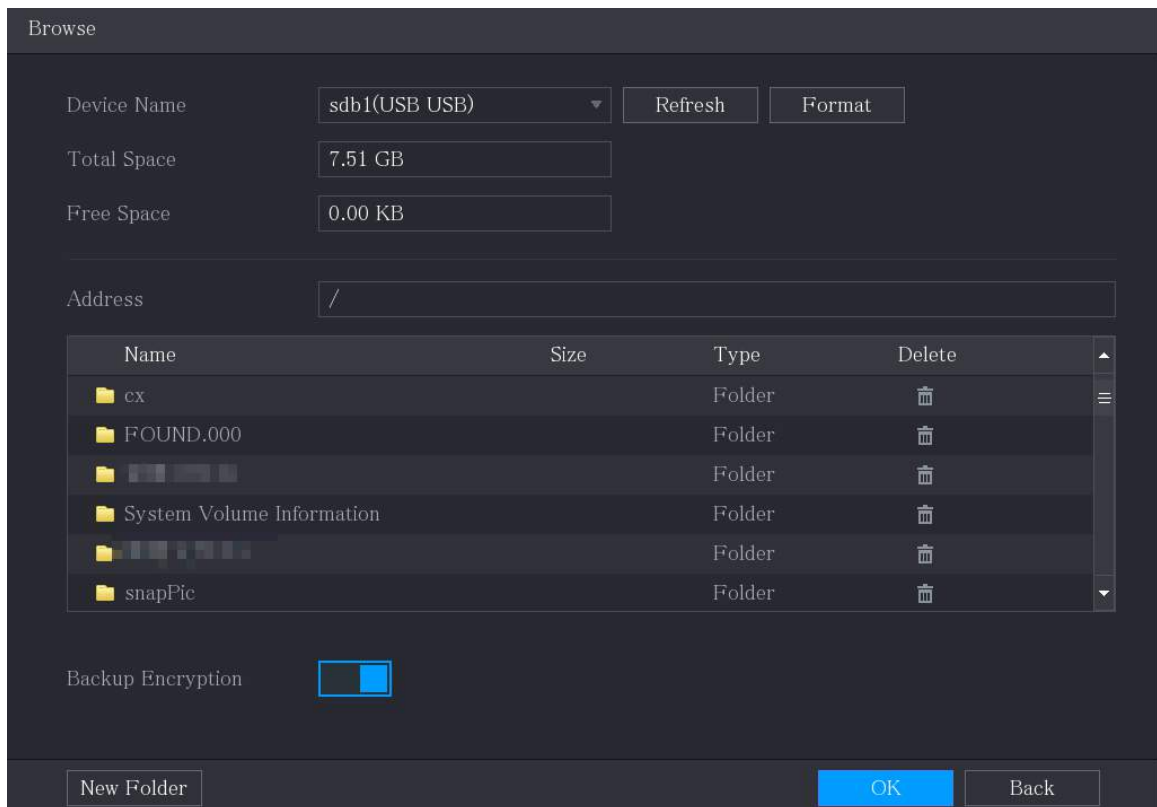 Browse
Device Name sdb1(USB USB) Refresh Format
Total Space 7.51 GB
Free Space 0.00 KB
Address /
Name Size Type Delete
cx Folder
FOUND.000 Folder
Folder
System Volume Information Folder
Folder
snapPic Folder
Backup Encryption
New Folder OK Back